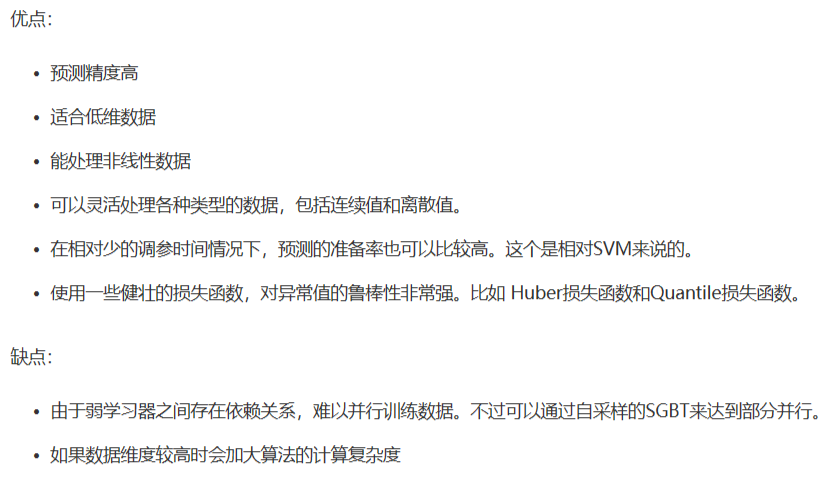 优点：
• 预测精度高
• 适合低维数据
• 能处理非线性数据
• 可以灵活处理各种类型的数据，包括连续值和离散值。
• 在相对少的调参时间情况下，预测的准备率也可以比较高。这个是相对SVM来说的。
• 使用一些健壮的损失函数，对异常值的鲁棒性非常强。比如 Huber损失函数和Quantile损失函数。
缺点：
• 由于弱学习器之间存在依赖关系，难以并行训练数据。不过可以通过自采样的SGBT来达到部分并行。
• 如果数据维度较高时会加大算法的计算复杂度